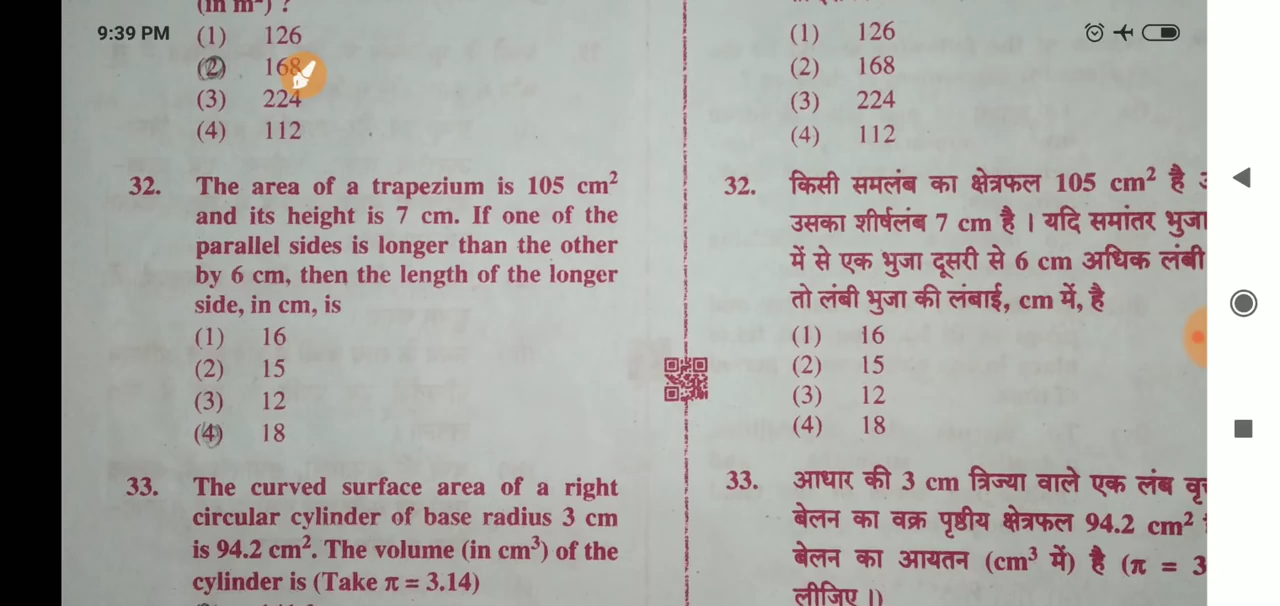 9:39 PM
(in m²) ?
(1) 126
(2) 168
(3) 224
(4) 112
32. The area of a trapezium is 105 cm²
and its height is 7 cm. If one of the
parallel sides is longer than the other
by 6 cm, then the length of the longer
side, in cm, is
(1) 16
(2) 15
(3) 12
(4) 18
33. The curved surface area of a right
circular cylinder of base radius 3 cm
is 94.2 cm². The volume (in cm³) of the
cylinder is (Take π = 3.14)
(1) 126
(2) 168
(3) 224
(4) 112
32. किसी समलंब का क्षेत्रफल 105 cm² है
उसका शीर्षलंब 7 cm है । यदि समांतर भुजा
में से एक भुजा दूसरी से 6 cm अधिक लंबी
तो लंबी भुजा की लंबाई, cm में, है
(1) 16
(2) 15
(3) 12
(4) 18
33. आधार की 3 cm त्रिज्या वाले एक लंब
बेलन का वक्र पृष्ठीय क्षेत्रफल 94.2 cm²
बेलन का आयतन (cm³ में) है (π = 3
लीजिए ।)